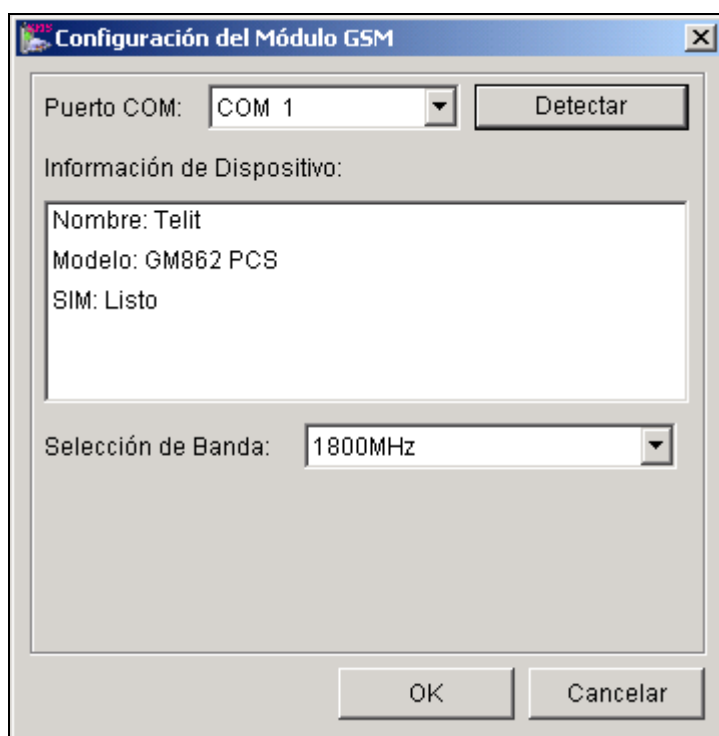 Configuración del Módulo GSM
Puerto COM: COM 1 Detectar
Información de Dispositivo:
Nombre: Telit
Modelo: GM862 PCS
SIM: Listo
Selección de Banda: 1800MHz
OK Cancelar